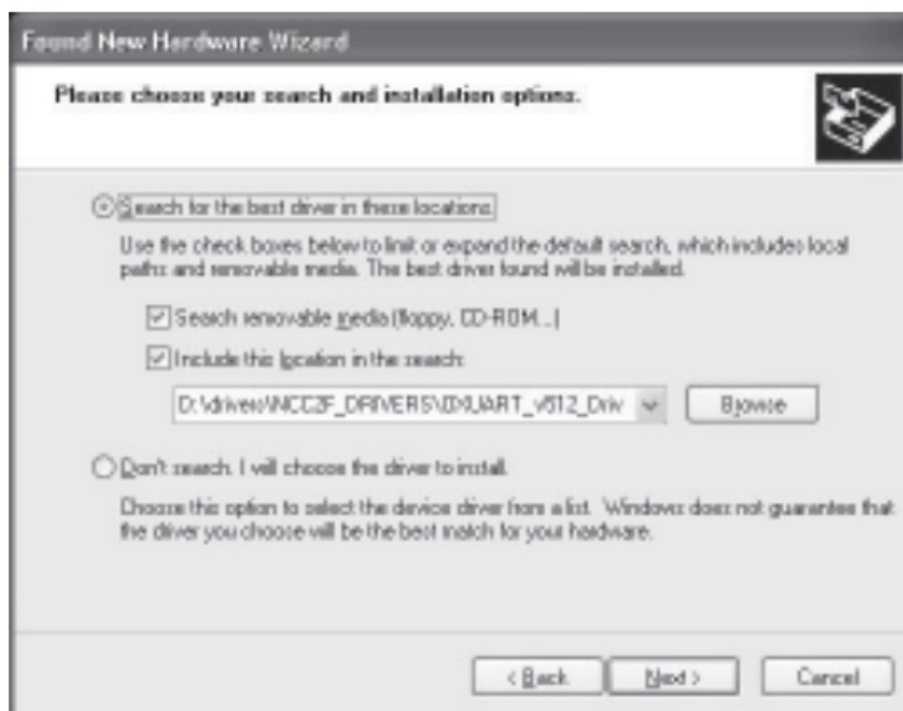 Found New Hardware Wizard
Please choose your search and installation options.
Search for the best driver in these locations.
Use the check boxes below to limit or expand the default search, which includes local
paths and removable media. The best driver found will be installed.
Search removable media (floppy, CD-ROM...)
Include this location in the search:
Browse
Don't search. I will choose the driver to install.
Choose this option to select the device driver from a list. Windows does not guarantee that
the driver you choose will be the best match for your hardware.
< Back
Next >
Cancel